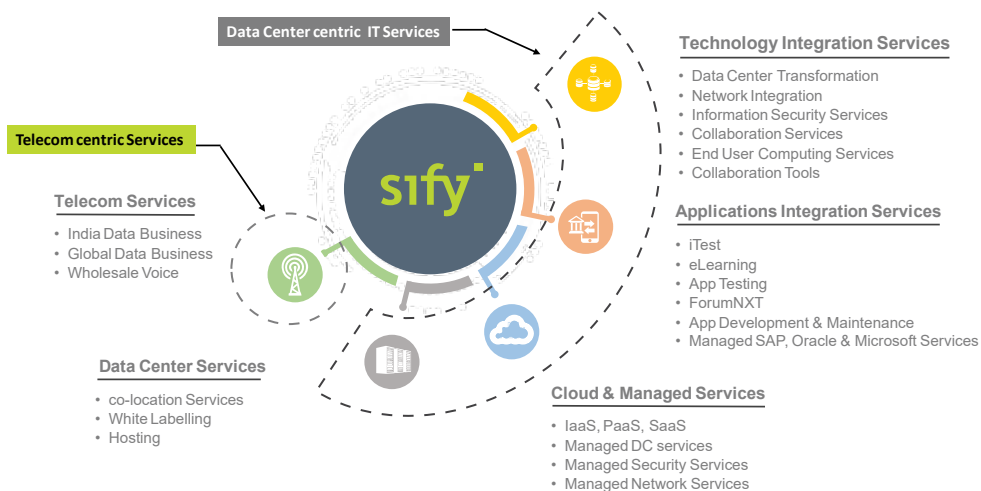 Data Center centric IT Services
Telecom centric Services
sify
Telecom Services
• India Data Business
• Global Data Business
• Wholesale Voice
Data Center Services
• co-location Services
• White Labelling
• Hosting
Technology Integration Services
• Data Center Transformation
• Network Integration
• Information Security Services
• Collaboration Services
• End User Computing Services
• Collaboration Tools
Applications Integration Services
• iTest
• eLearning
• App Testing
• ForumNXT
• App Development & Maintenance
• Managed SAP, Oracle & Microsoft Services
Cloud & Managed Services
• IaaS, PaaS, SaaS
• Managed DC services
• Managed Security Services
• Managed Network Services